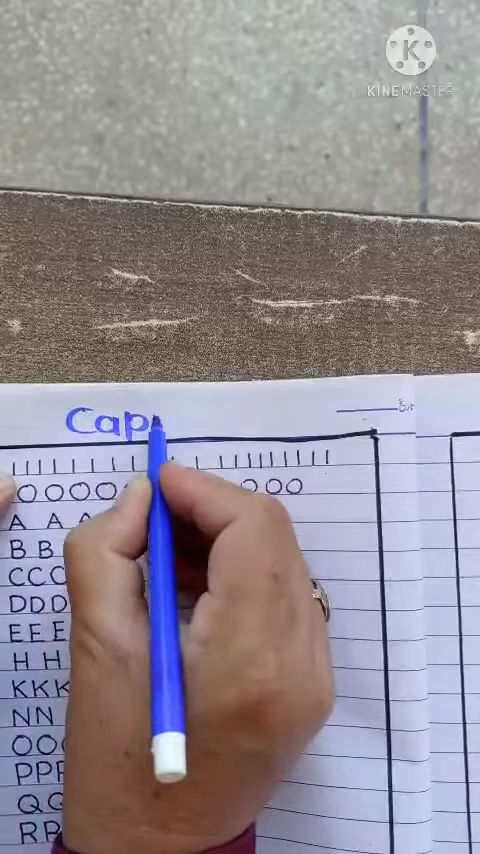 K
KINEMASTER
Cap
| | | | | | | | | | | | | | | | | |
O O O O O O O
A A A
B B
C C C
D D D
E E E
H H
K K K
N N
O O O
P P P
Q Q
R R